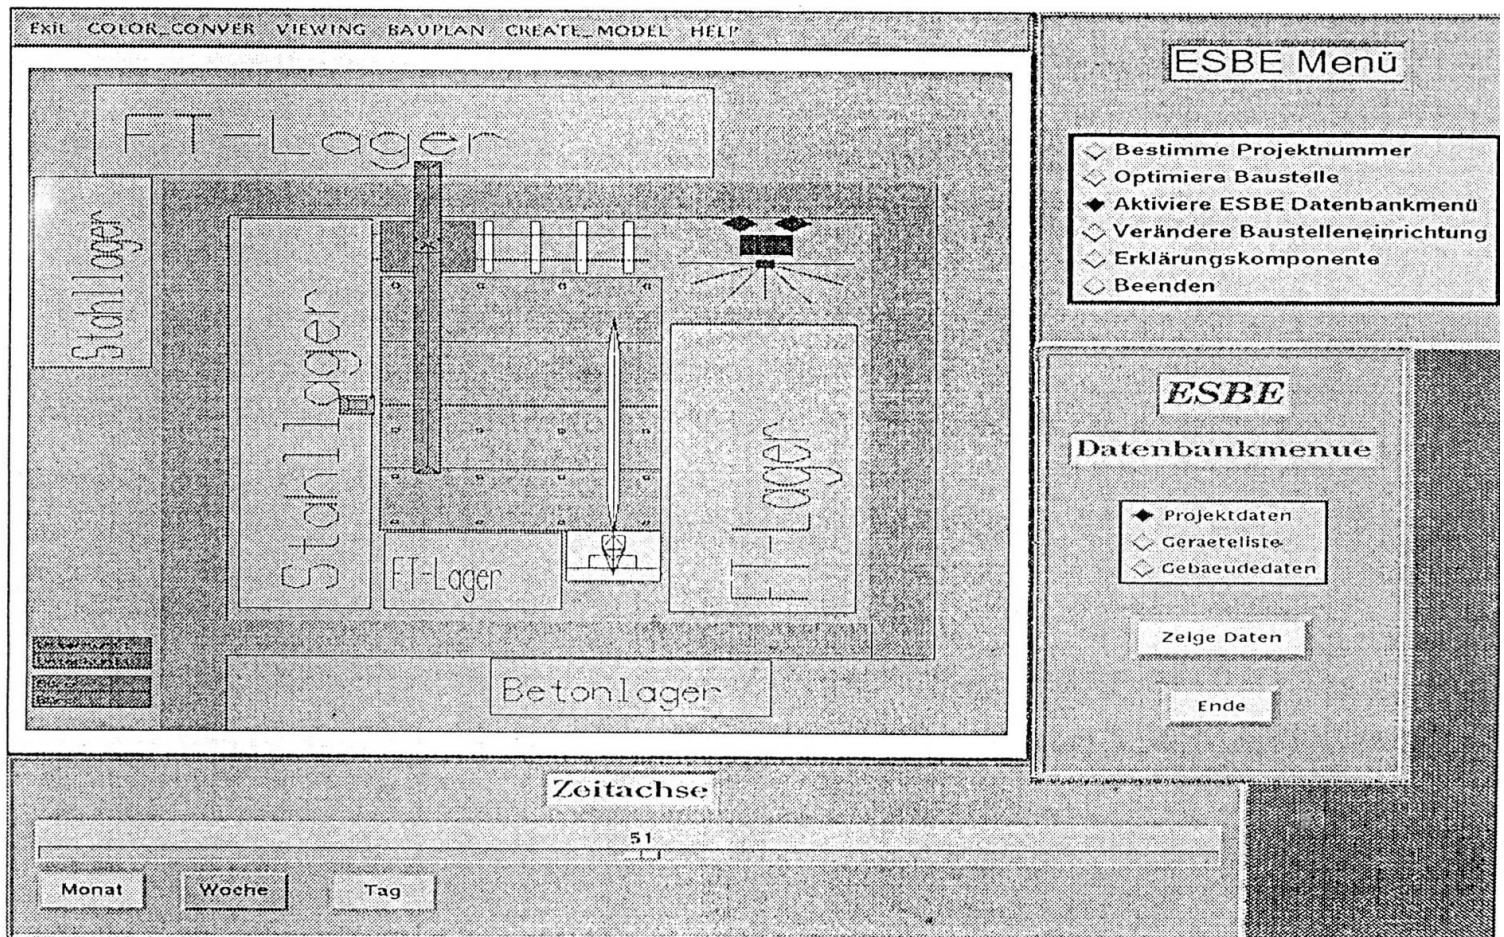 Exit COLOR_CONVER VIEWING BAUPLAN CREATE_MODEL HELP
FT-Lager
Stahllager
Stahllager
FT-Lager
FT-Lager
Betonlager
ESBE Menü
Bestimme Projektnummer
Optimiere Baustelle
Aktiviere ESBE Datenbankmenü
Verändere Baustelleneinrichtung
Erklärungskomponente
Beenden
ESBE
Datenbankmenue
Projektdaten
Geraeteliste
Gebaeudedaten
Zeige Daten
Ende
Zeitachse
51
Monat Woche Tag